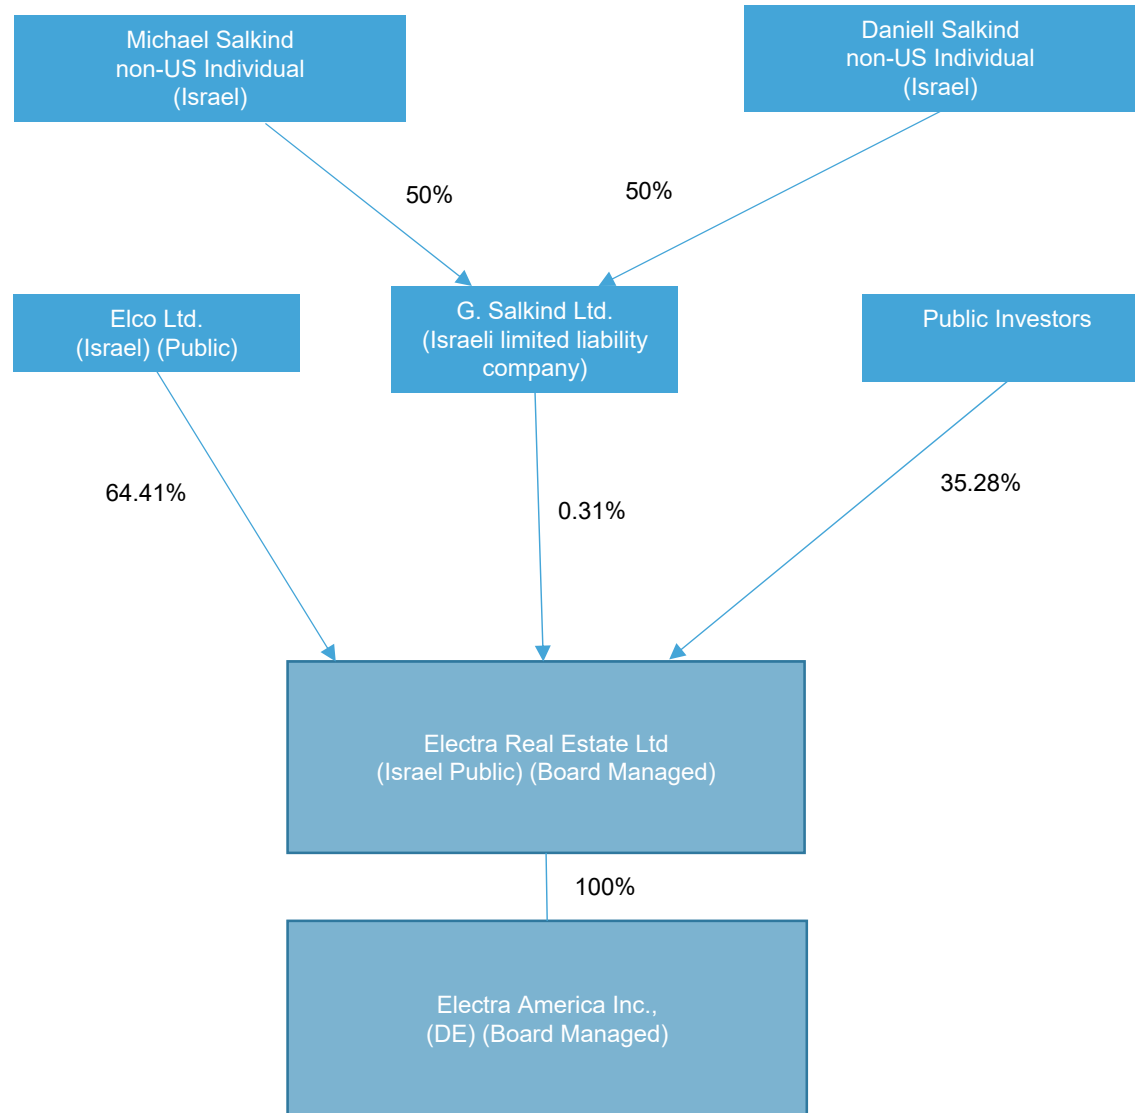 Michael Salkind
non-US Individual
(Israel)
Daniell Salkind
non-US Individual
(Israel)
50%
50%
Elco Ltd.
(Israel) (Public)
G. Salkind Ltd.
(Israeli limited liability
company)
Public Investors
64.41%
0.31%
35.28%
Electra Real Estate Ltd
(Israel Public) (Board Managed)
100%
Electra America Inc.,
(DE) (Board Managed)